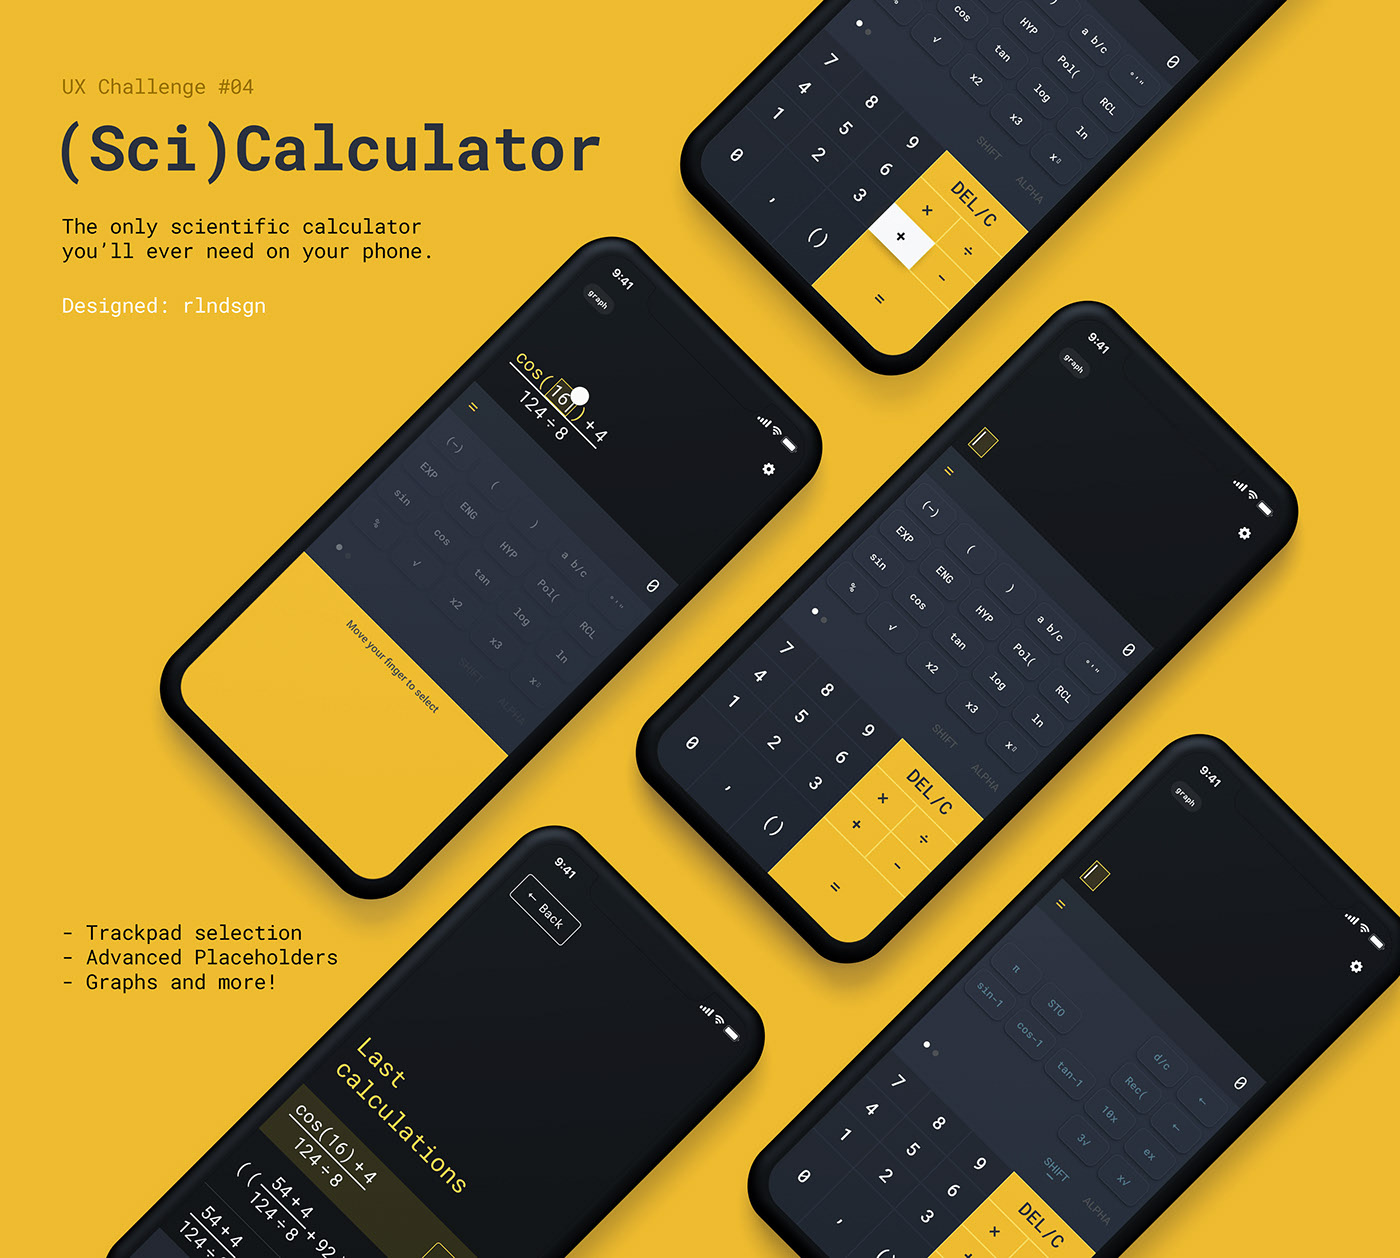 UX Challenge #04
(Sci)Calculator
The only scientific calculator
you’ll ever need on your phone.
Designed: rlndsgn
- Trackpad selection
- Advanced Placeholders
- Graphs and more!
0
% cos HYP a b/c °'"
√ tan Pol( RCL
x2 log ln
x3 x▯
SHIFT ALPHA
7 8 9 DEL/C
4 5 6 × ÷
1 2 3 + -
0 , () =
9:41
graph
cos(16)+4
124÷8
= 0
(−) ( ) a b/c °'"
EXP ENG HYP Pol( RCL
sin cos tan log ln
% √ x2 x3 x▯
SHIFT ALPHA
Move your finger to select
9:41
graph
= 0
(−) ( ) a b/c °'"
EXP ENG HYP Pol( RCL
sin cos tan log ln
% √ x2 x3 x▯
SHIFT ALPHA
7 8 9 DEL/C
4 5 6 × ÷
1 2 3 + -
0 , () =
9:41
← Back
Last
calculations
cos(16)+4
124÷8
54+4
((124÷8+92
54+4
124÷
9:41
graph
= 0
π STO d/c ←
sin-1 cos-1 tan-1 Rec( ←
10x ex
3√ x√
SHIFT ALPHA
7 8 9 DEL/C
4 5 6 ×
1 2 3 +
0 , (